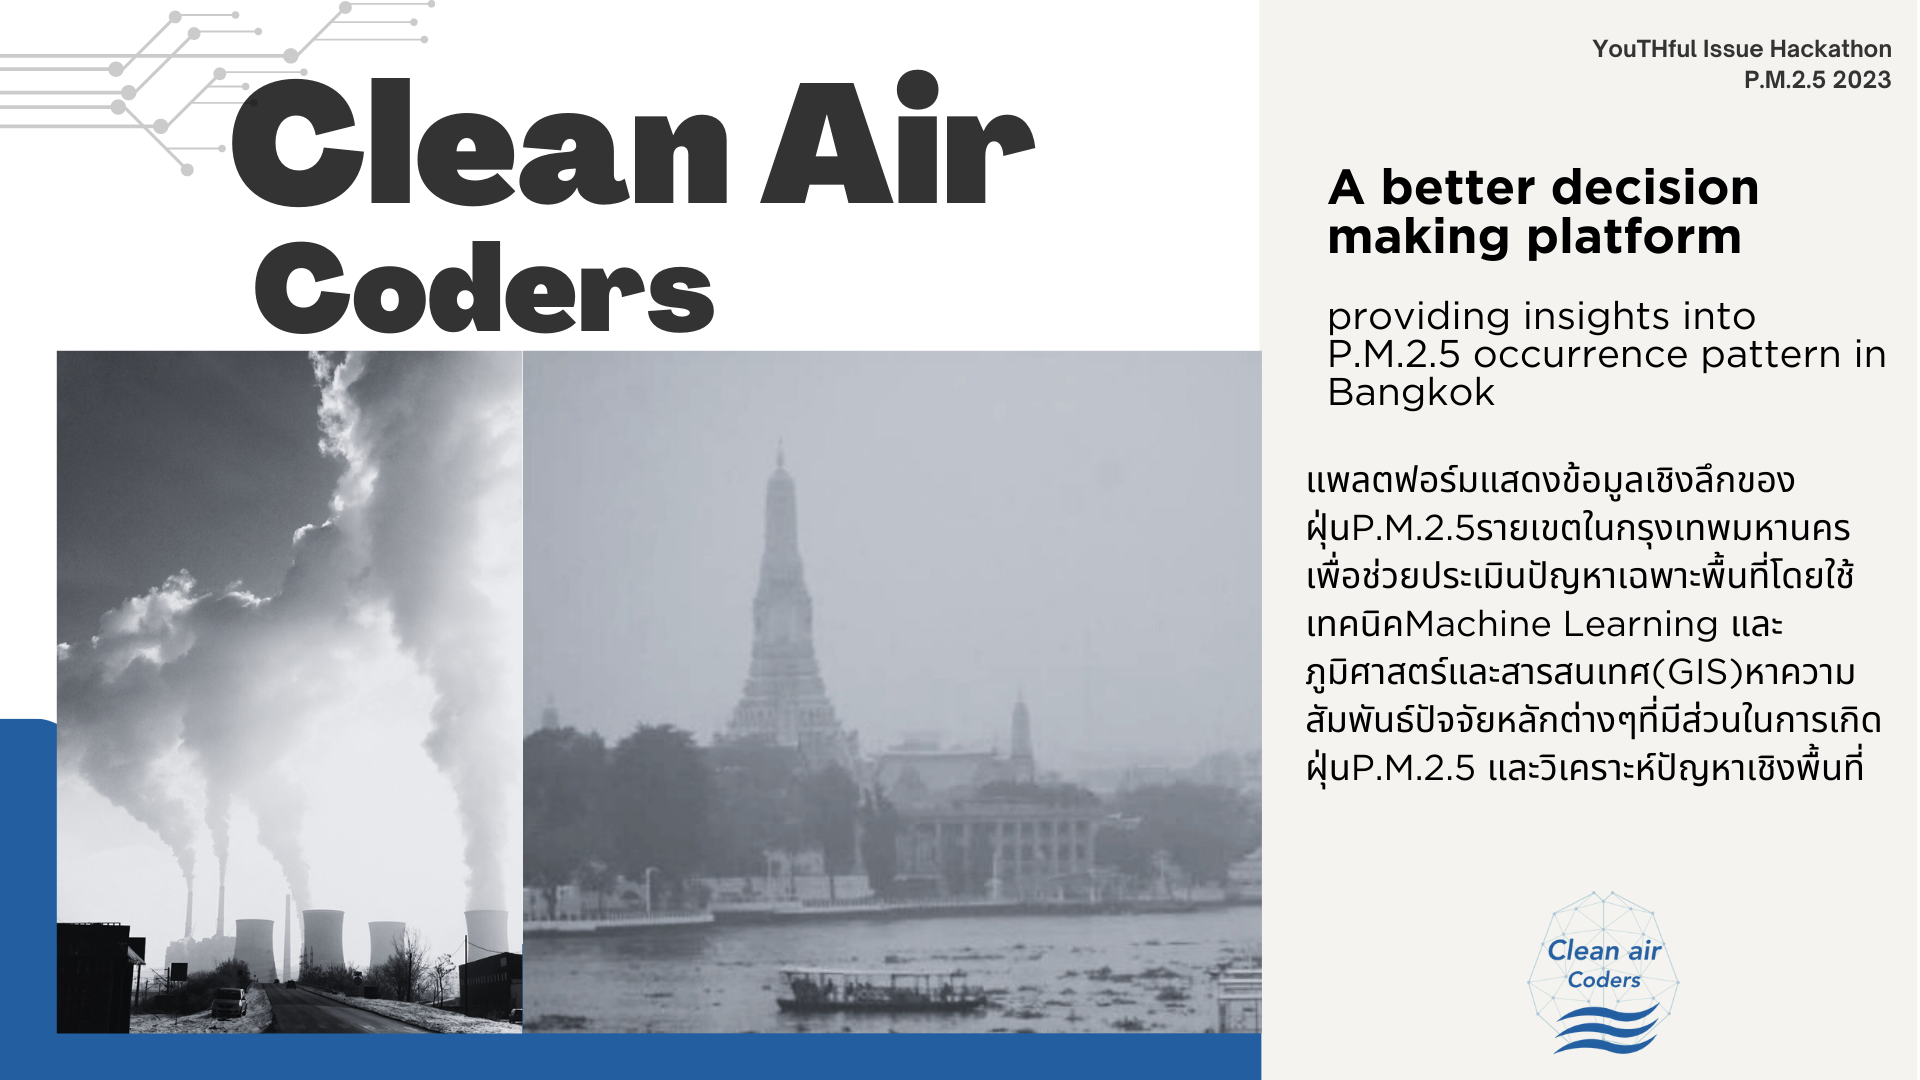 Clean Air
Coders
YouTHful Issue Hackathon
P.M.2.5 2023
A better decision
making platform
providing insights into
P.M.2.5 occurrence pattern in
Bangkok
แพลตฟอร์มแสดงข้อมูลเชิงลึกของ
ฝุ่นP.M.2.5รายเขตในกรุงเทพมหานคร
เพื่อช่วยประเมินปัญหาเฉพาะพื้นที่โดยใช้
เทคนิคMachine Learning และ
ภูมิศาสตร์และสารสนเทศ(GIS)หาความ
สัมพันธ์ปัจจัยหลักต่างๆที่มีส่วนในการเกิด
ฝุ่นP.M.2.5 และวิเคราะห์ปัญหาเชิงพื้นที่
Clean air
Coders